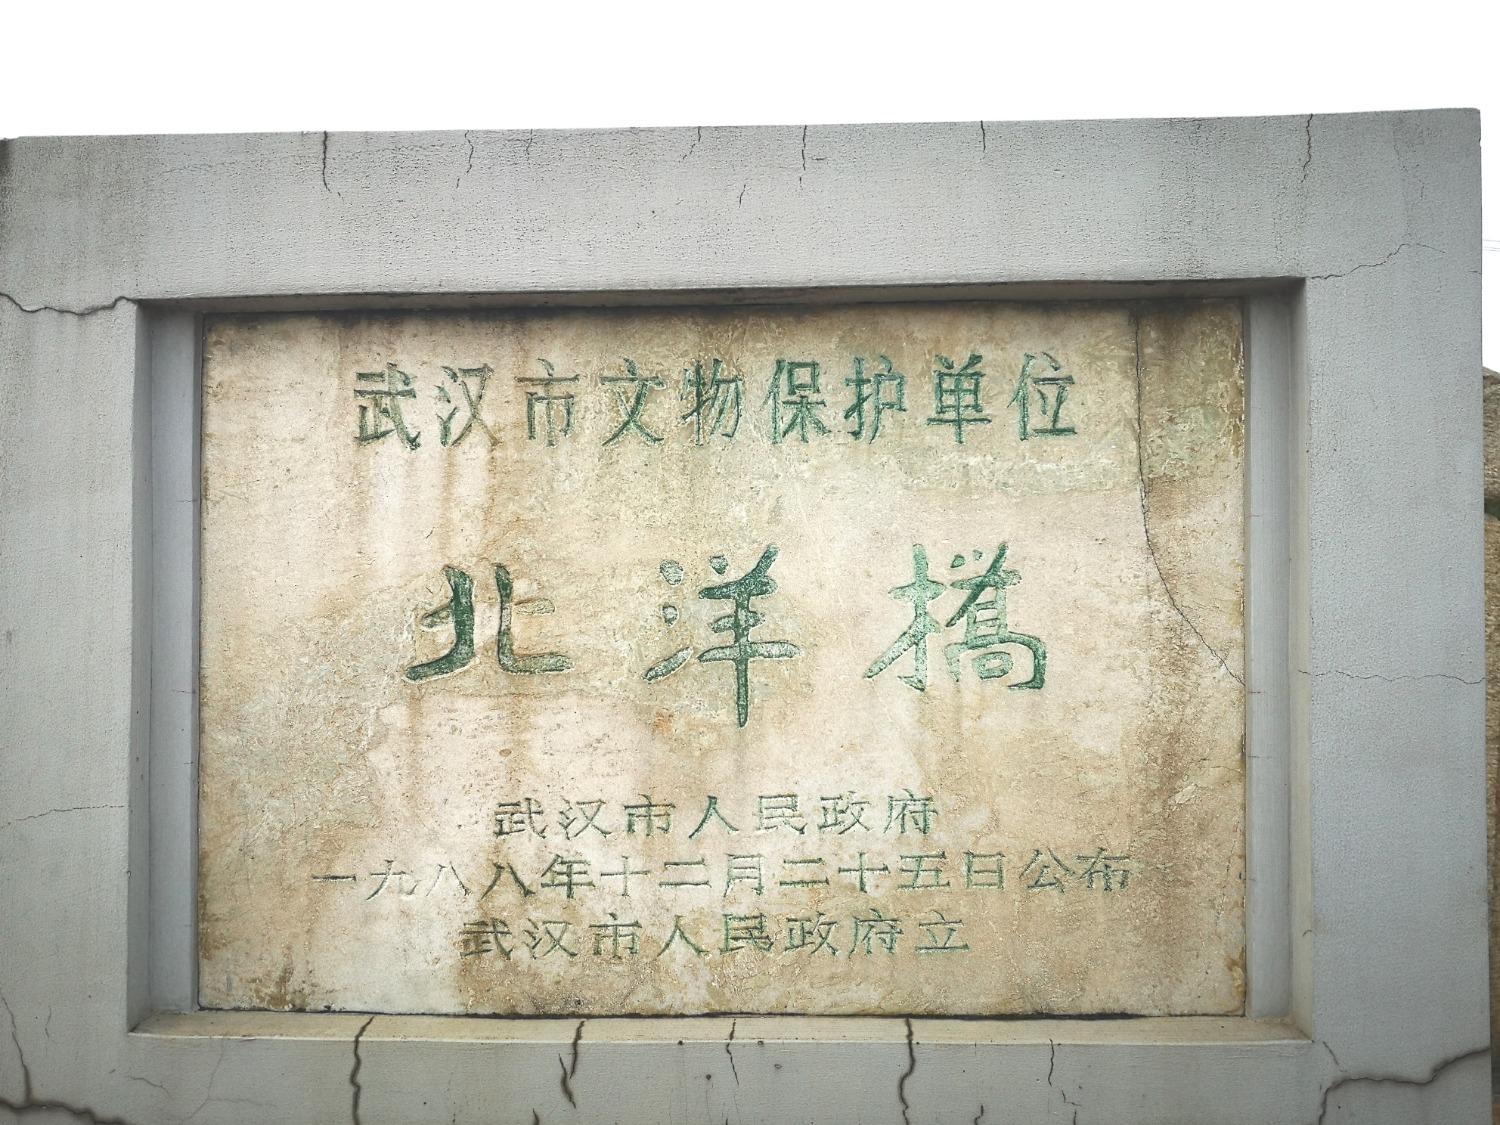 武汉市文物保护单位
北洋橋
武汉市人民政府
一九八八年十二月二十五日公布
武汉市人民政府立